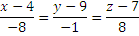 (x−4)/−8 = (y−9)/−1 = (z−7)/8